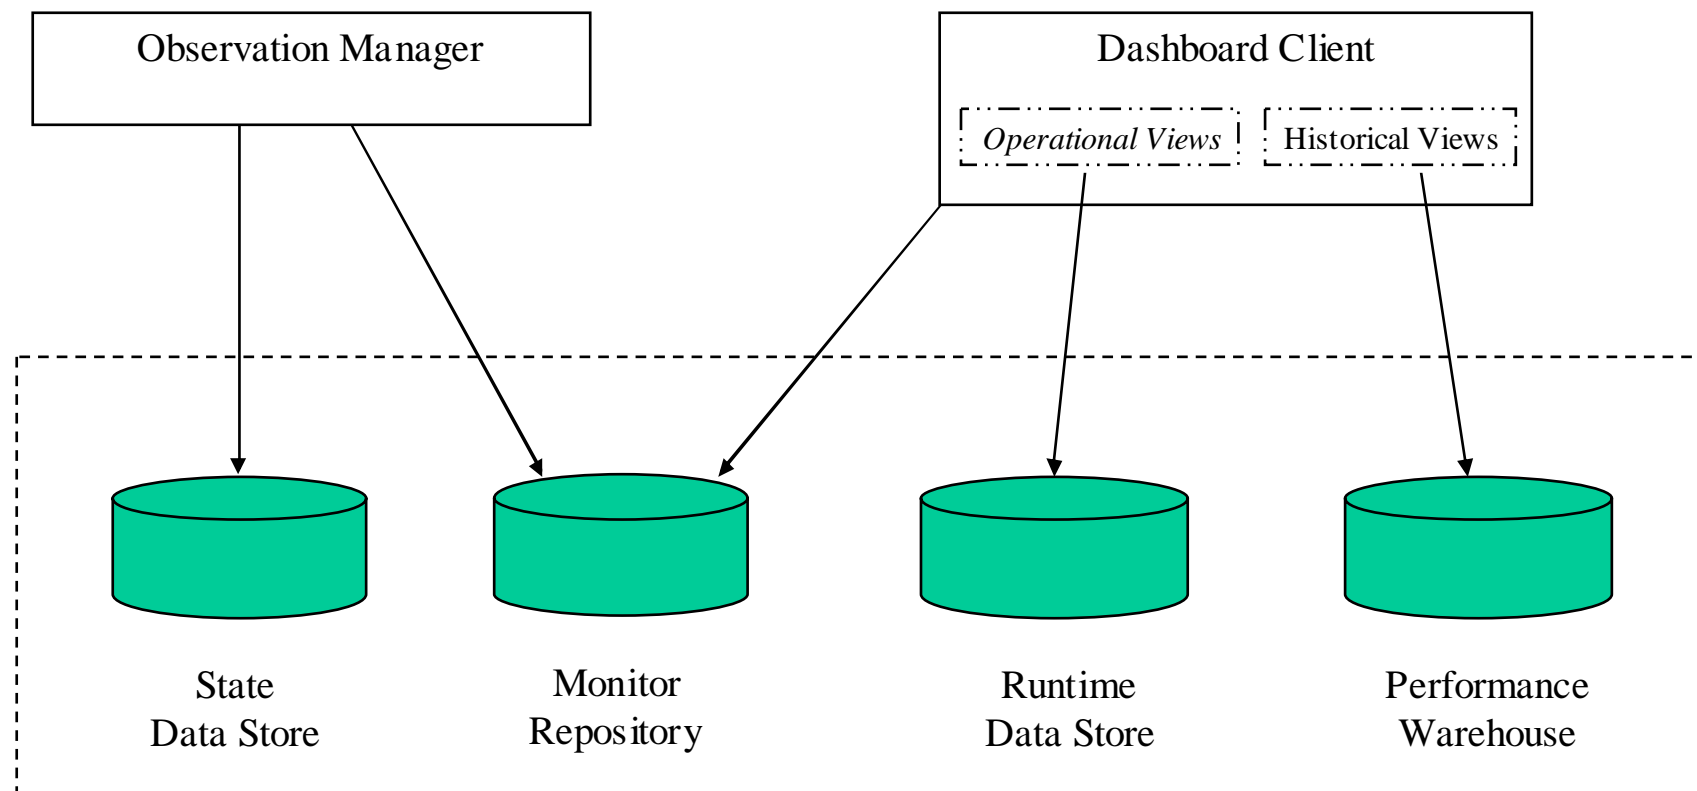 Observation Manager
Dashboard Client
Operational Views
Historical Views
State
Data Store
Monitor
Repository
Runtime
Data Store
Performance
Warehouse